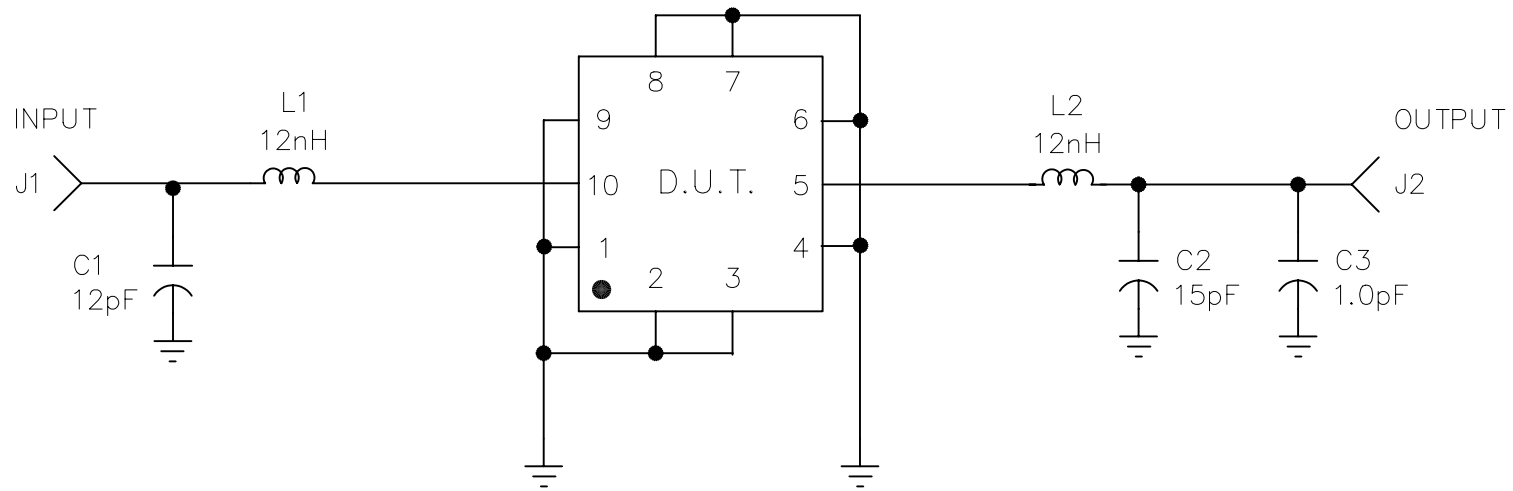 INPUT
J1
L1
12nH
C1
12pF
8
7
9
6
10
D.U.T.
5
1
4
2
3
L2
12nH
OUTPUT
J2
C2
15pF
C3
1.0pF